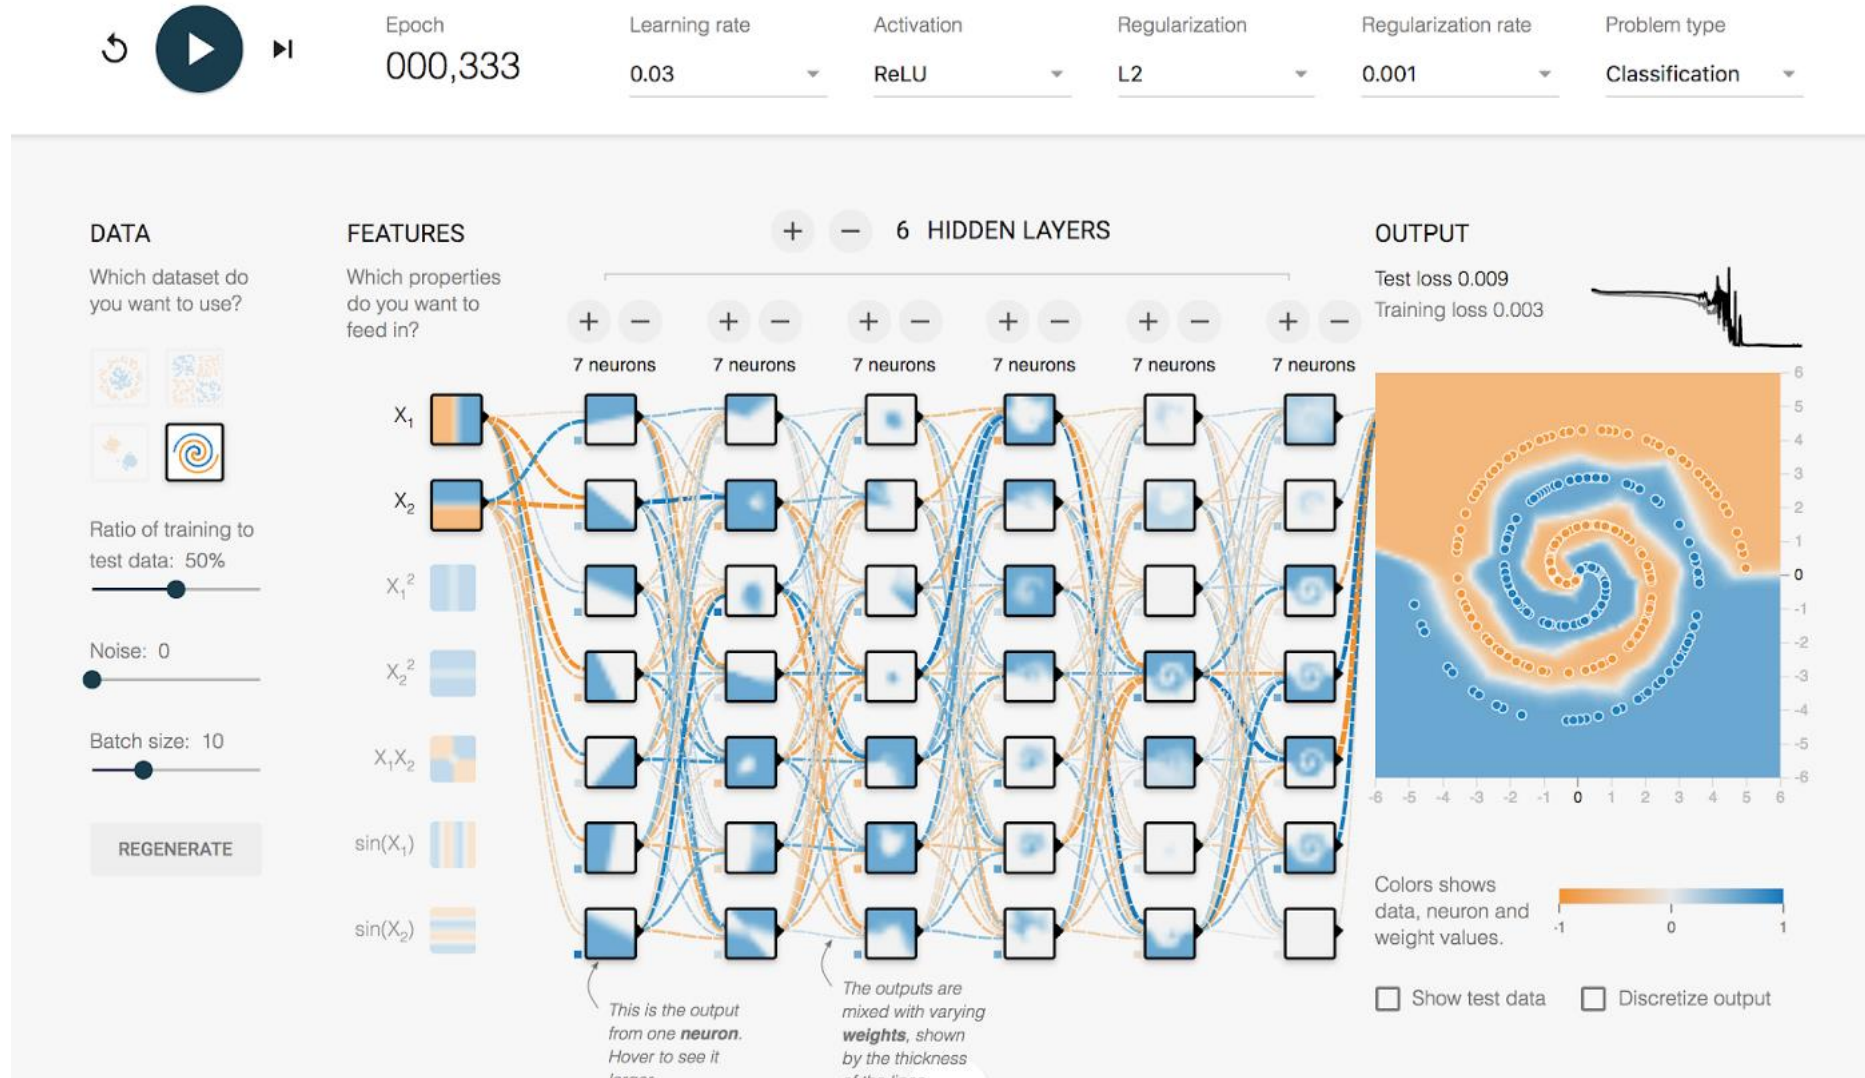 Epoch
000,333
Learning rate
0.03
Activation
ReLU
Regularization
L2
Regularization rate
0.001
Problem type
Classification
DATA
Which dataset do
you want to use?
Ratio of training to
test data: 50%
Noise: 0
Batch size: 10
REGENERATE
FEATURES
Which properties
do you want to
feed in?
X₁
X₂
X₁²
X₂²
X₁X₂
sin(X₁)
sin(X₂)
+ − 6 HIDDEN LAYERS
+ − + − + − + − + − + −
7 neurons 7 neurons 7 neurons 7 neurons 7 neurons 7 neurons
This is the output
from one neuron.
Hover to see it
The outputs are
mixed with varying
weights, shown
by the thickness
OUTPUT
Test loss 0.009
Training loss 0.003
6
5
4
3
2
1
0
-1
-2
-3
-4
-5
-6
-6 -5 -4 -3 -2 -1 0 1 2 3 4 5 6
Colors shows
data, neuron and
weight values.
-1 0 1
Show test data
Discretize output